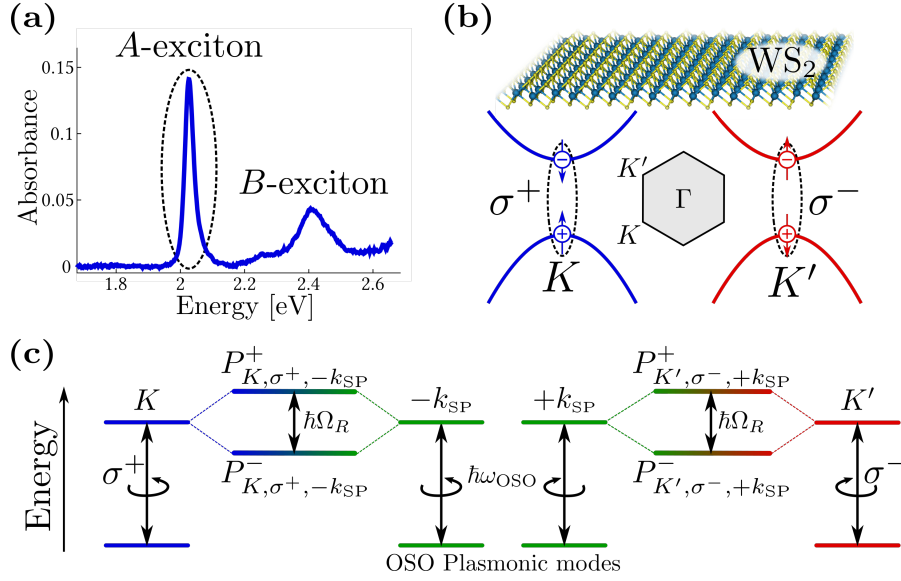 (a)
A-exciton
B-exciton
Absorbance
0.15
0.1
0.05
0
1.8
2.0
2.2
2.4
2.6
Energy [eV]
(b)
WS₂
σ⁺
K
K′
Γ
K
σ⁻
K′
(c)
Energy
K
σ⁺
P⁺K,σ⁺,−kSP
ħΩR
P⁻K,σ⁺,−kSP
−kSP
ħωOSO
+kSP
P⁺K′,σ⁻,+kSP
ħΩR
P⁻K′,σ⁻,+kSP
K′
σ⁻
OSO Plasmonic modes